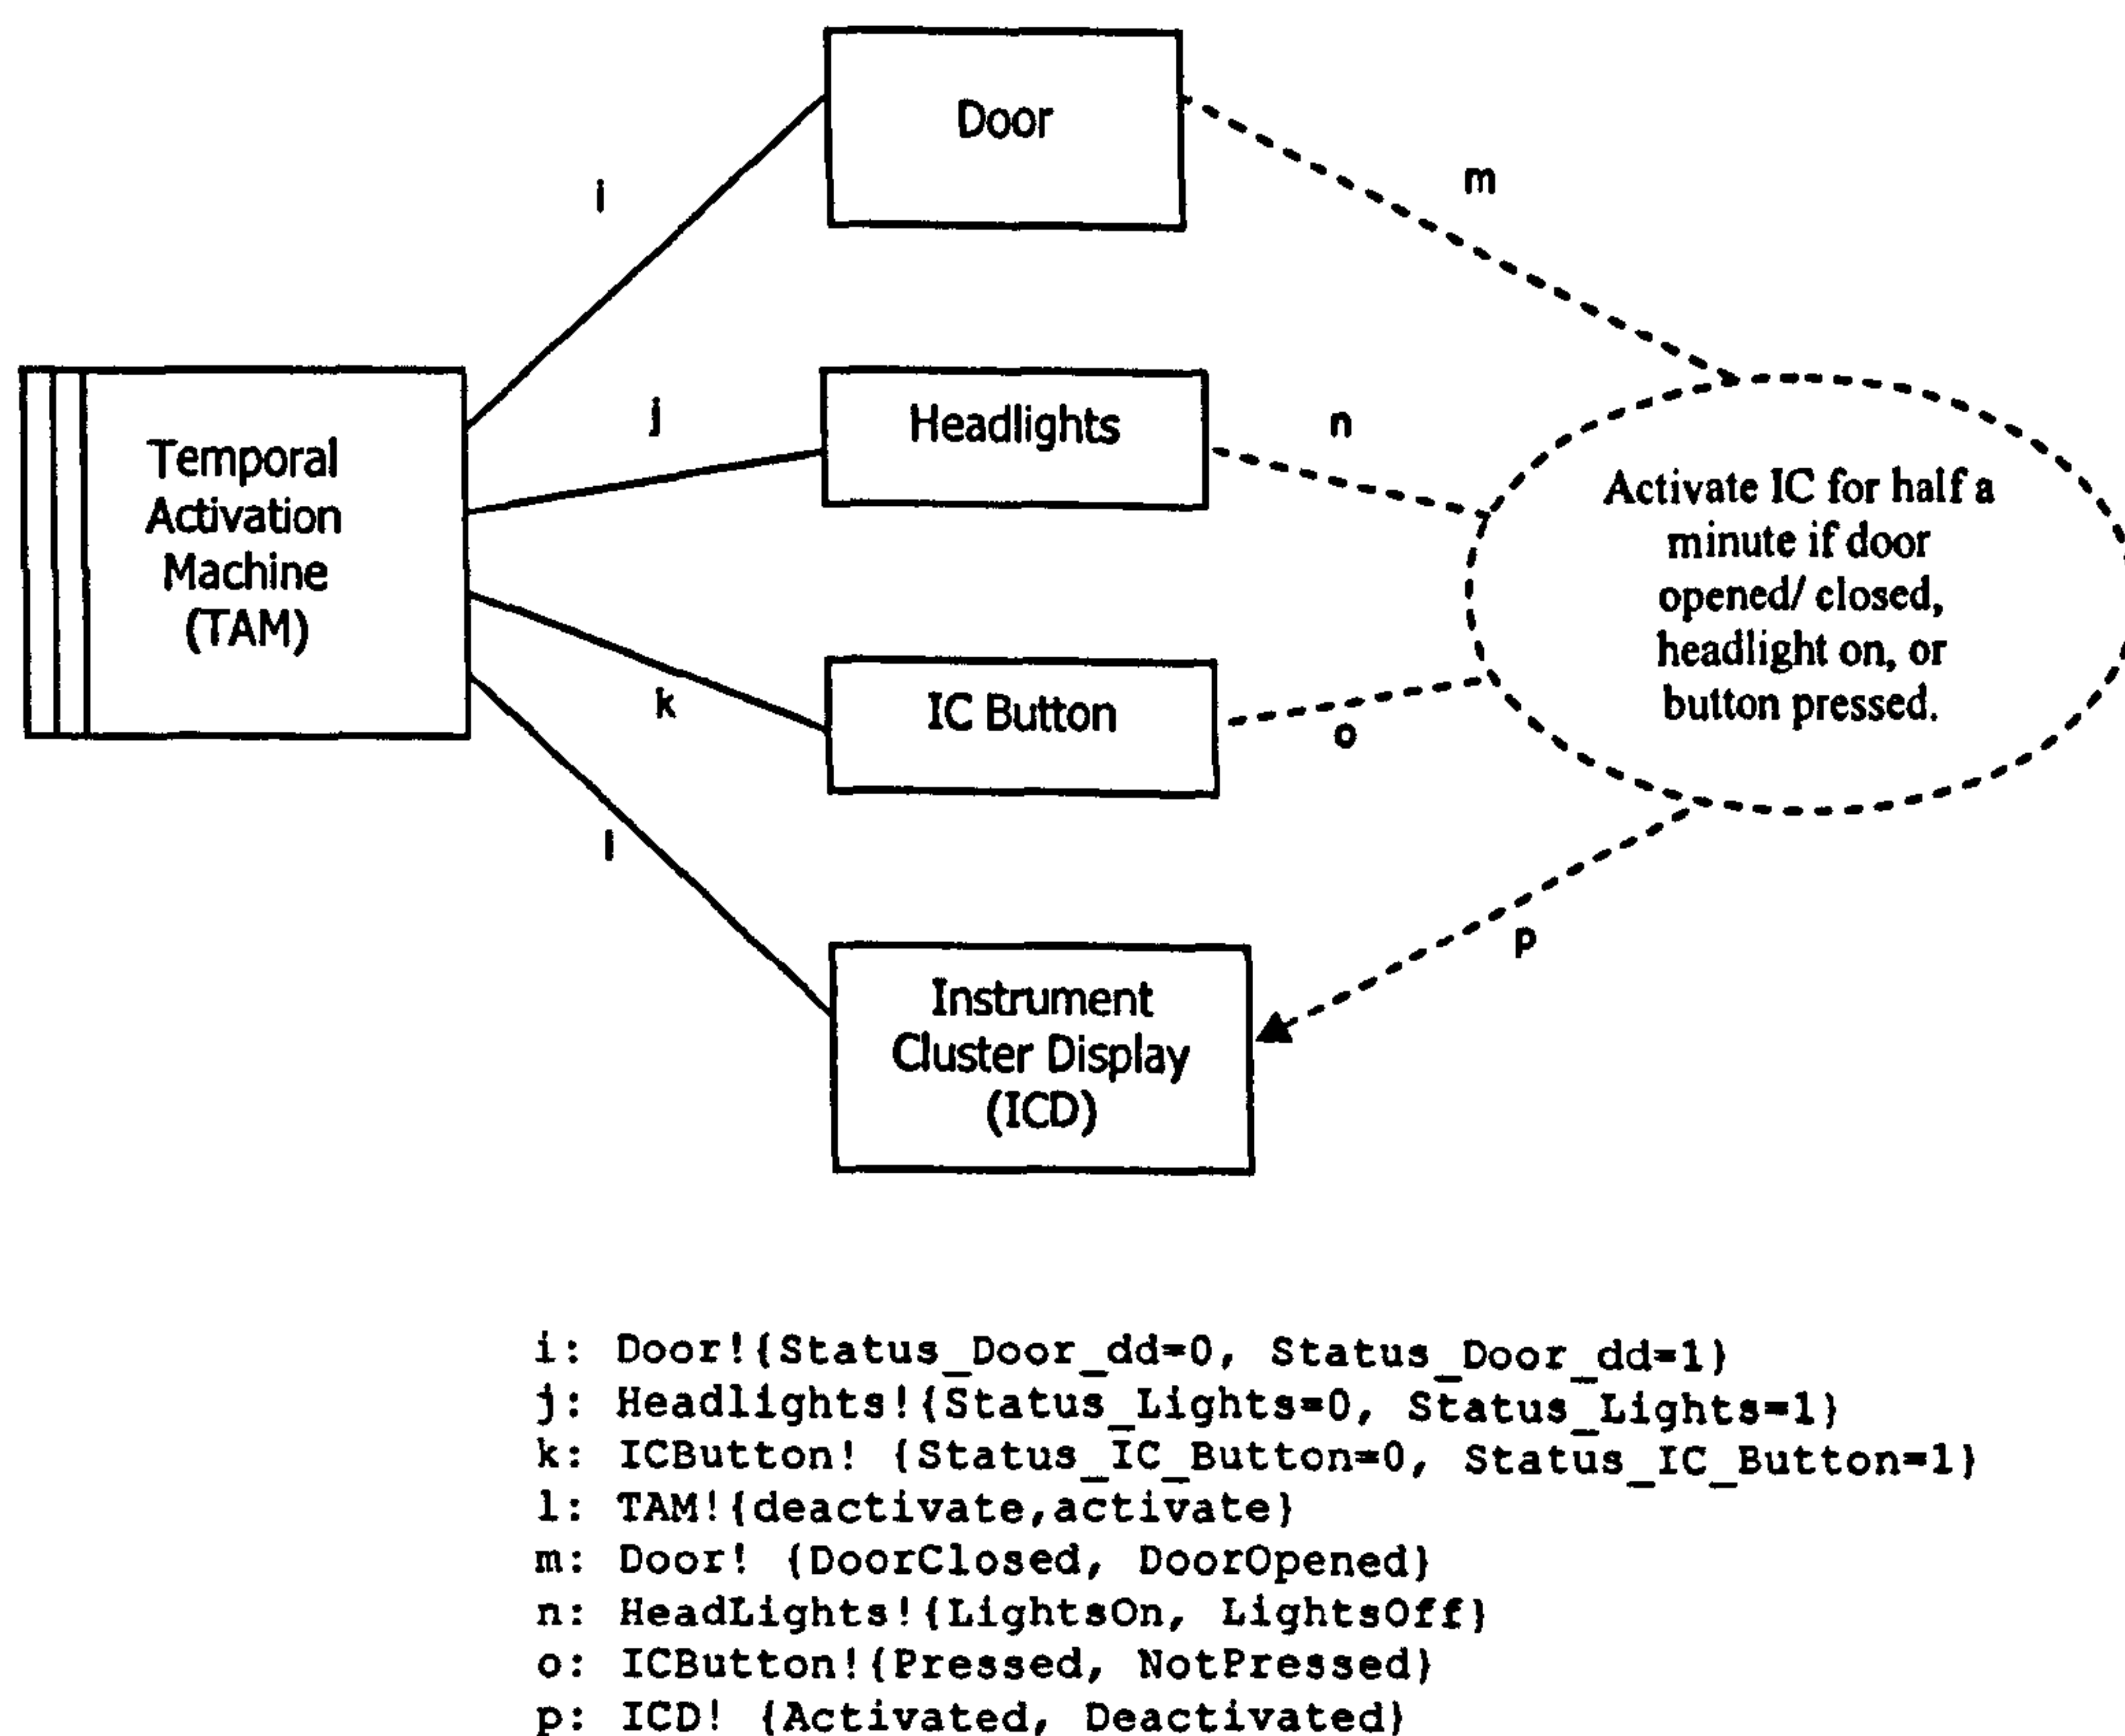 Door
m
i
Headlights
j
n
Temporal
Activation
Machine
(TAM)
Activate IC for half a
minute if door
opened/ closed,
headlight on, or
button pressed.
IC Button
k
o
l
p
Instrument
Cluster Display
(ICD)
i: Door!{Status_Door_dd=0, Status_Door_dd=1}
j: Headlights!{Status_Lights=0, Status_Lights=1}
k: ICButton! {Status_IC_Button=0, Status_IC_Button=1}
l: TAM!{deactivate,activate}
m: Door! {DoorClosed, DoorOpened}
n: HeadLights!{LightsOn, LightsOff}
o: ICButton!{Pressed, NotPressed}
p: ICD! {Activated, Deactivated}